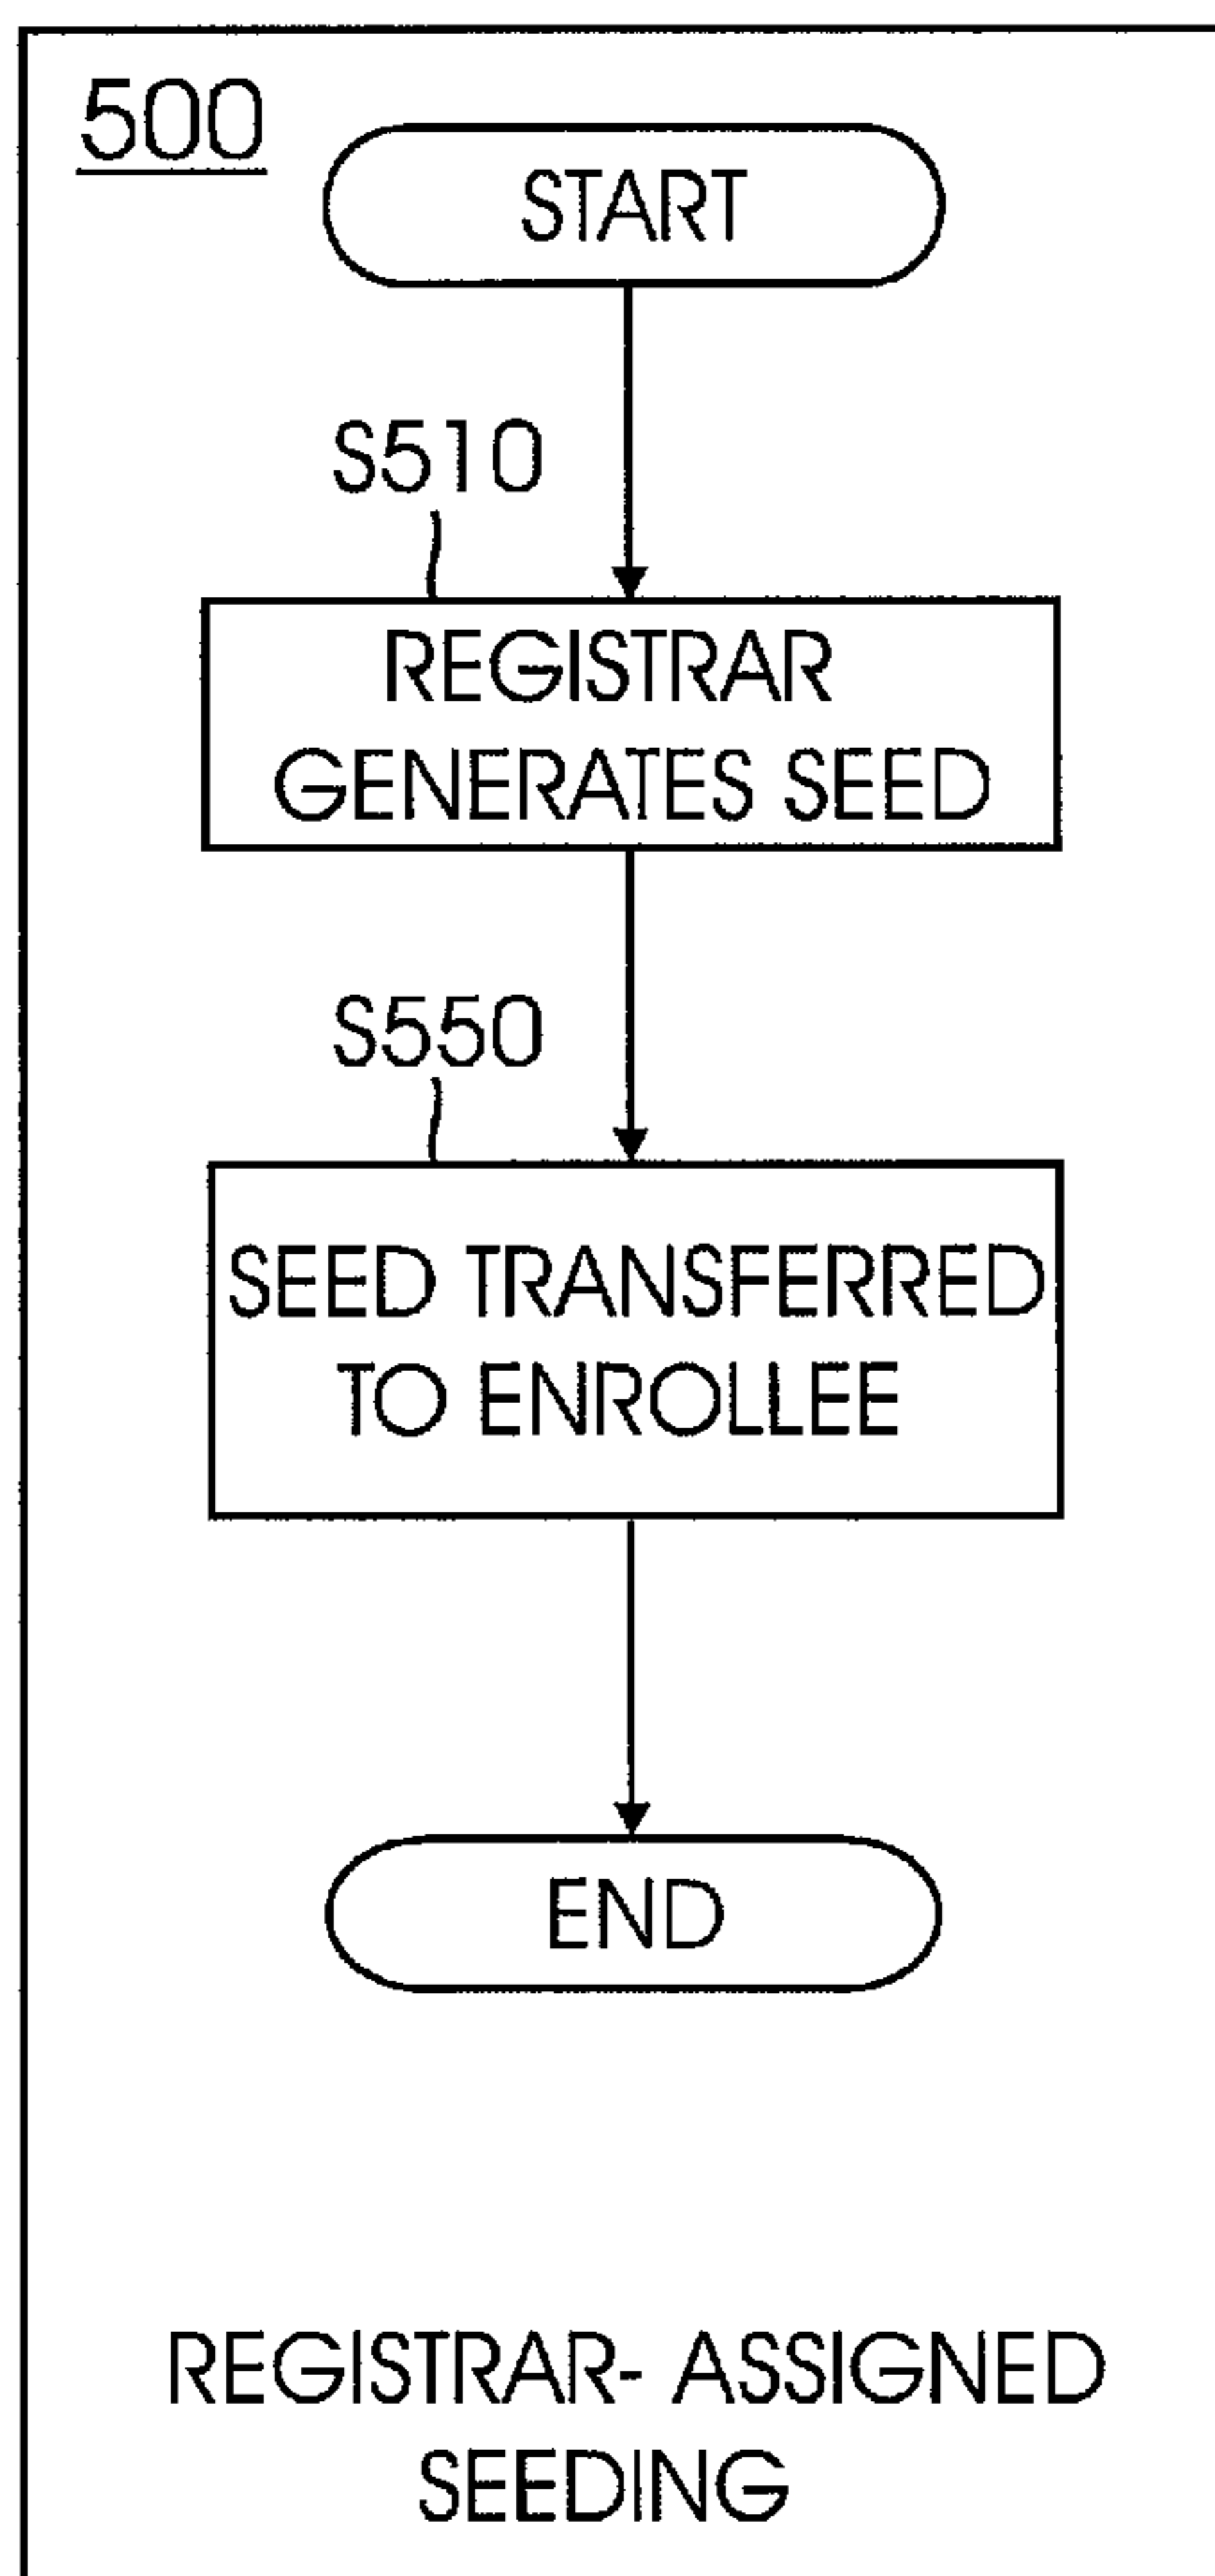 500
START
S510
REGISTRAR
GENERATES SEED
S550
SEED TRANSFERRED
TO ENROLLEE
END
REGISTRAR- ASSIGNED
SEEDING